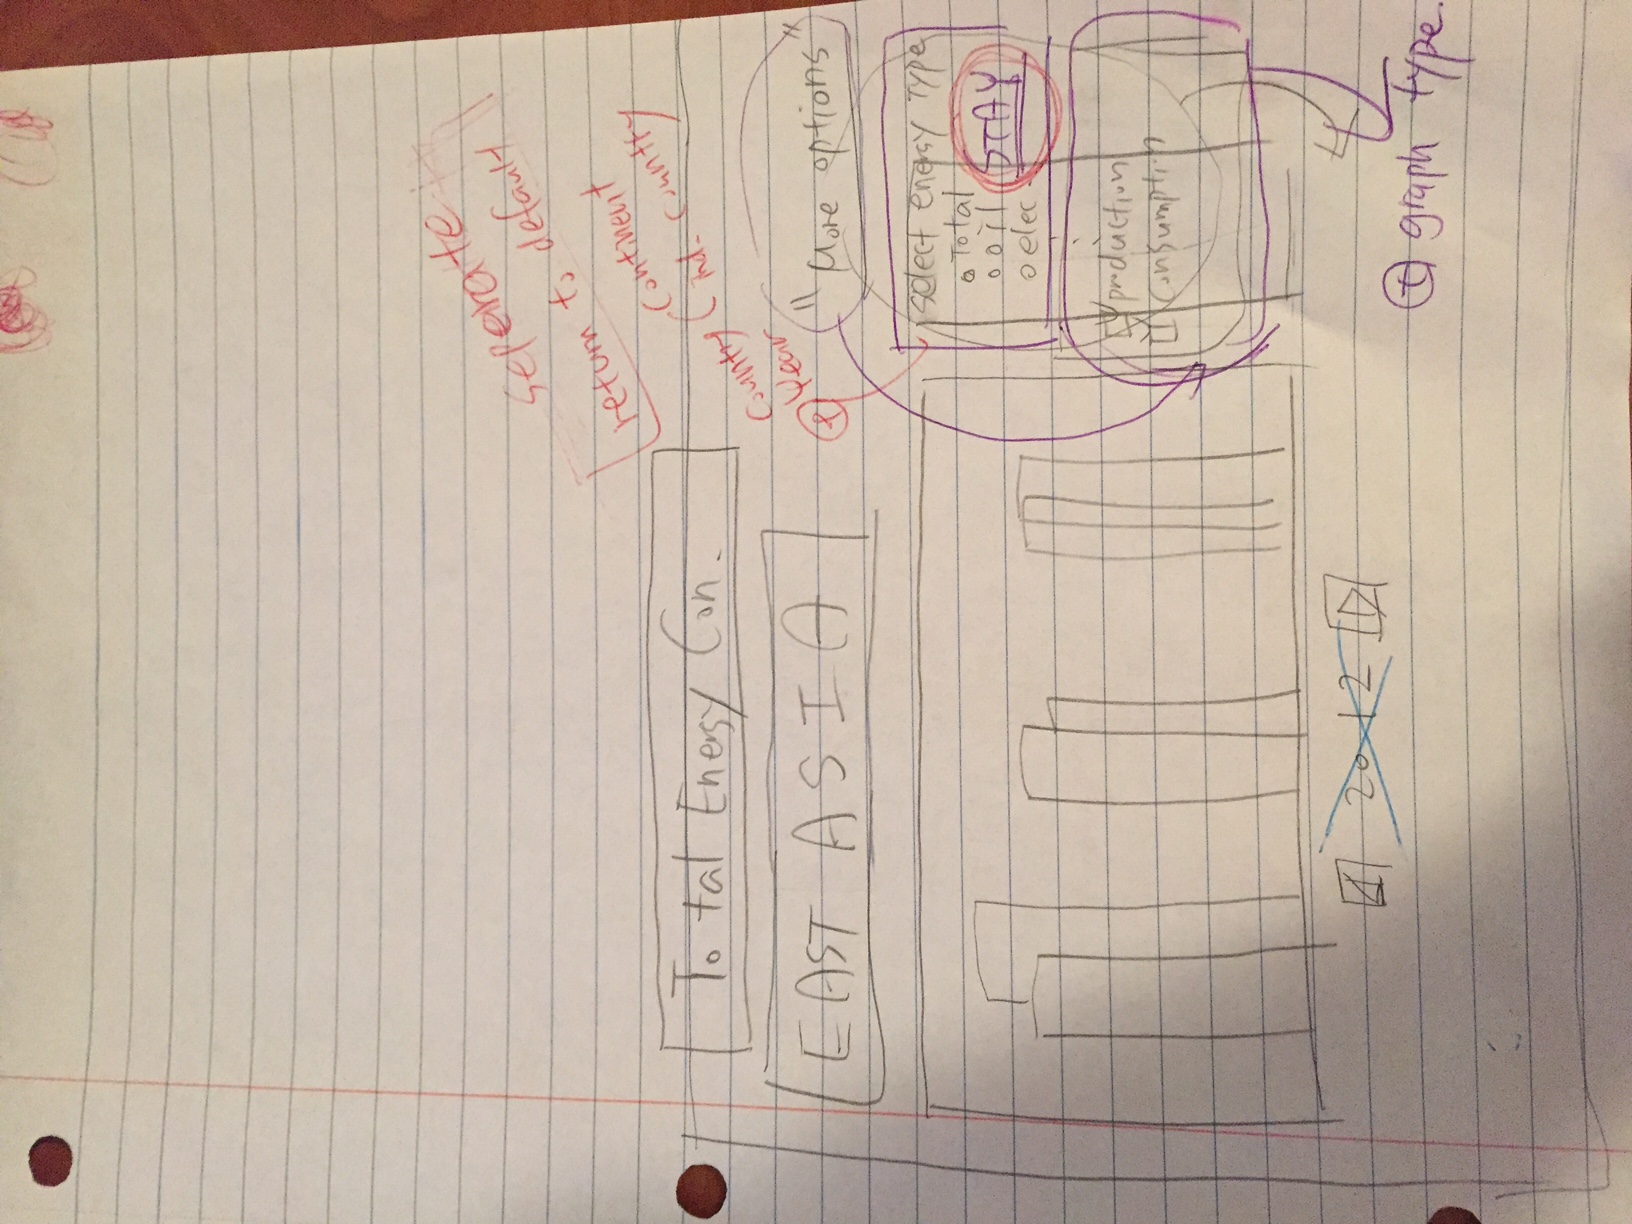 seperate
return to default
Continent
ind. country
Country
Year
+
Total Energy Con.
EAST ASIA
"More options"
select energy type
Total
oil
elec
STAY
production
consumption
2012
+ graph type.